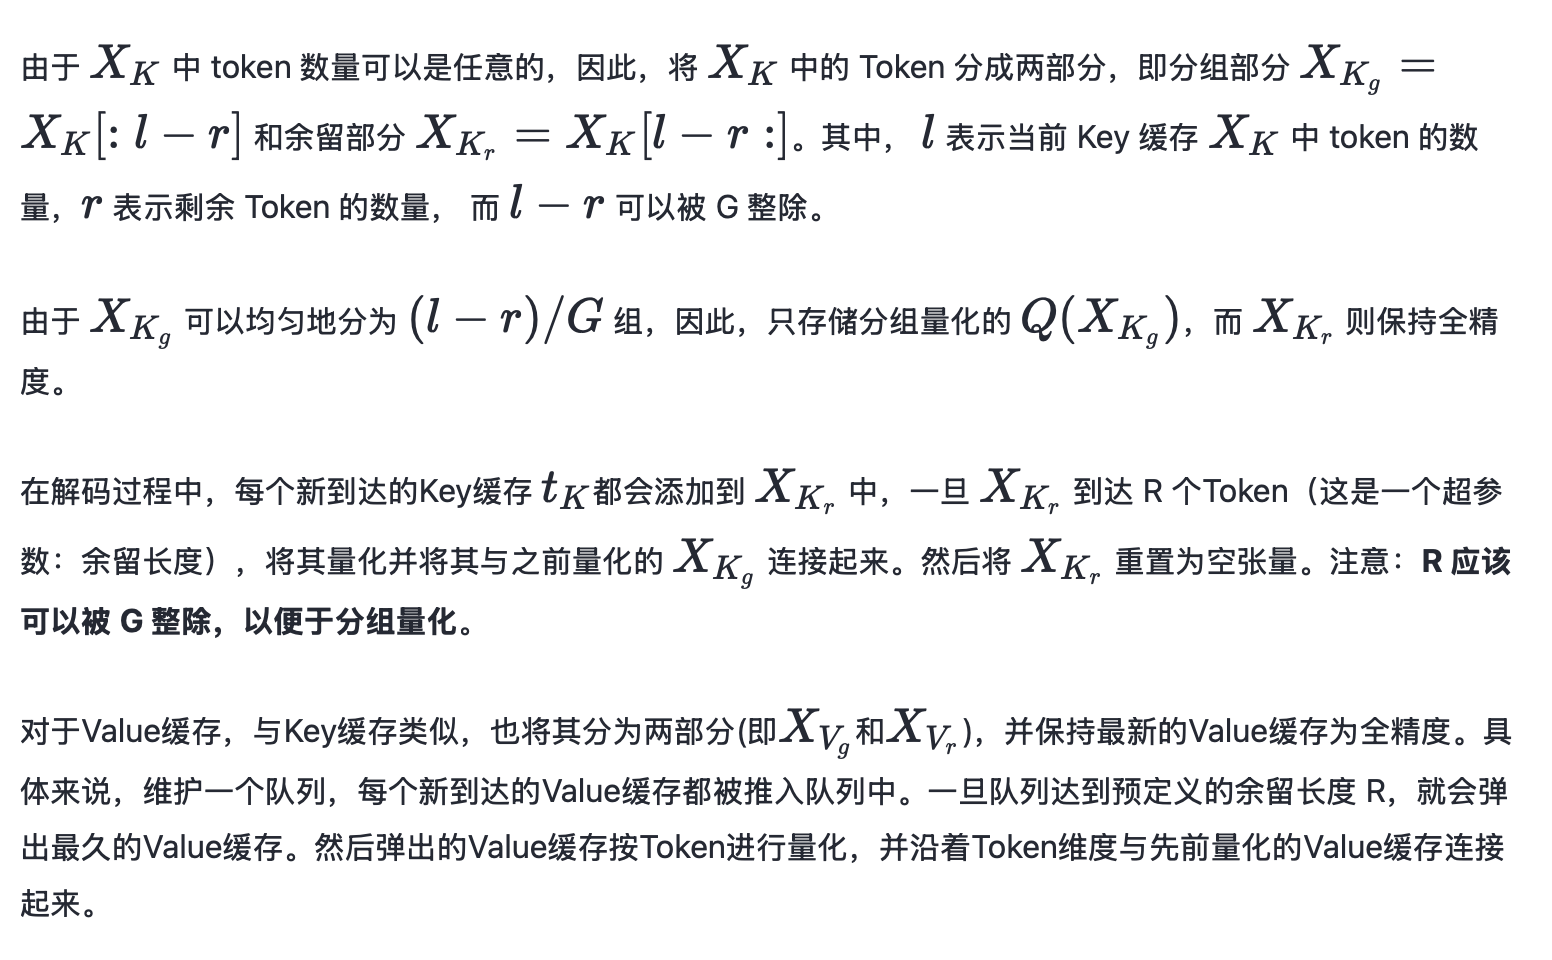 由于 X_K 中 token 数量可以是任意的，因此，将 X_K 中的 Token 分成两部分，即分组部分 X_{K_g} =
X_K[: l − r] 和余留部分 X_{K_r} = X_K[l − r :]。其中， l 表示当前 Key 缓存 X_K 中 token 的数
量，r 表示剩余 Token 的数量， 而 l − r 可以被 G 整除。
由于 X_{K_g} 可以均匀地分为 (l − r)/G 组，因此，只存储分组量化的 Q(X_{K_g})，而 X_{K_r} 则保持全精
度。
在解码过程中，每个新到达的Key缓存 t_K 都会添加到 X_{K_r} 中，一旦 X_{K_r} 到达 R 个Token（这是一个超参
数：余留长度），将其量化并将其与之前量化的 X_{K_g} 连接起来。然后将 X_{K_r} 重置为空张量。注意：R 应该
可以被 G 整除，以便于分组量化。
对于Value缓存，与Key缓存类似，也将其分为两部分(即X_{V_g}和X_{V_r})，并保持最新的Value缓存为全精度。具
体来说，维护一个队列，每个新到达的Value缓存都被推入队列中。一旦队列达到预定义的余留长度 R，就会弹
出最久的Value缓存。然后弹出的Value缓存按Token进行量化，并沿着Token维度与先前量化的Value缓存连接
起来。